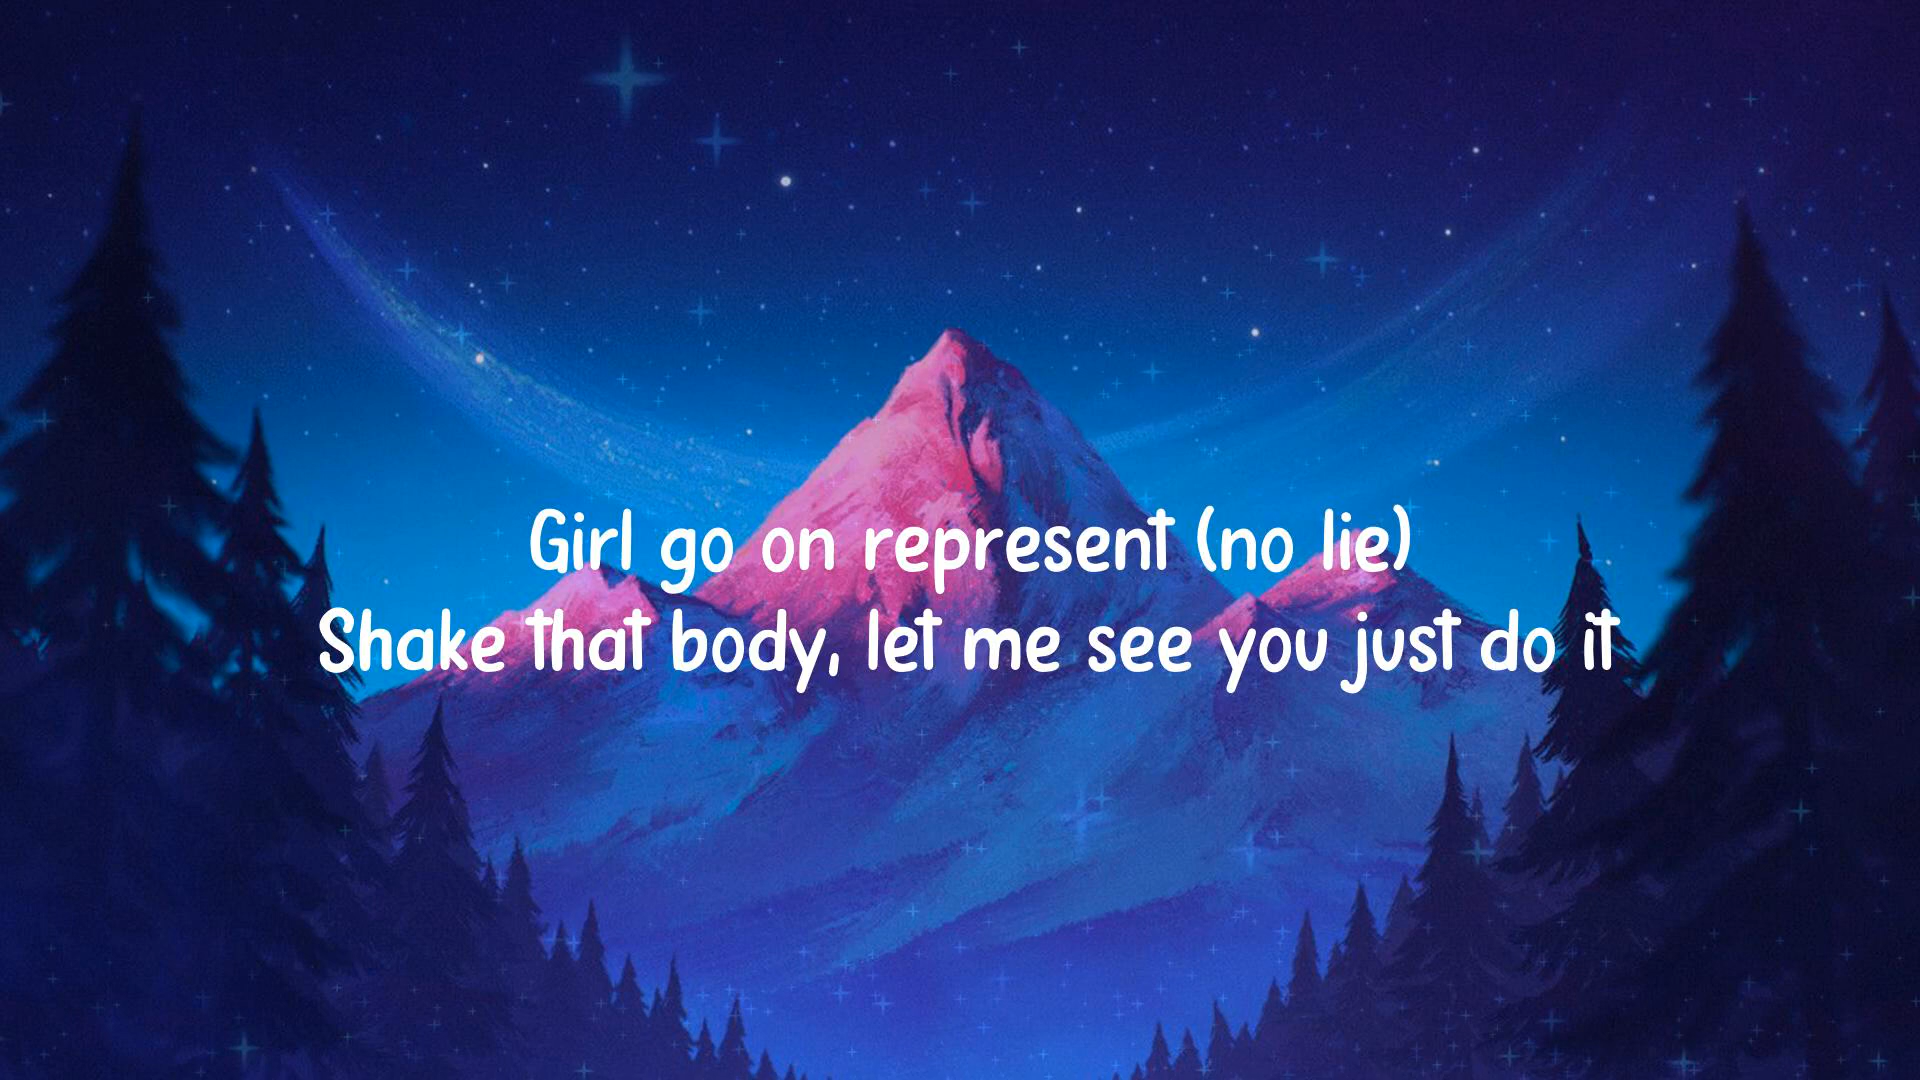 Girl go on represent (no lie)
Shake that body, let me see you just do it